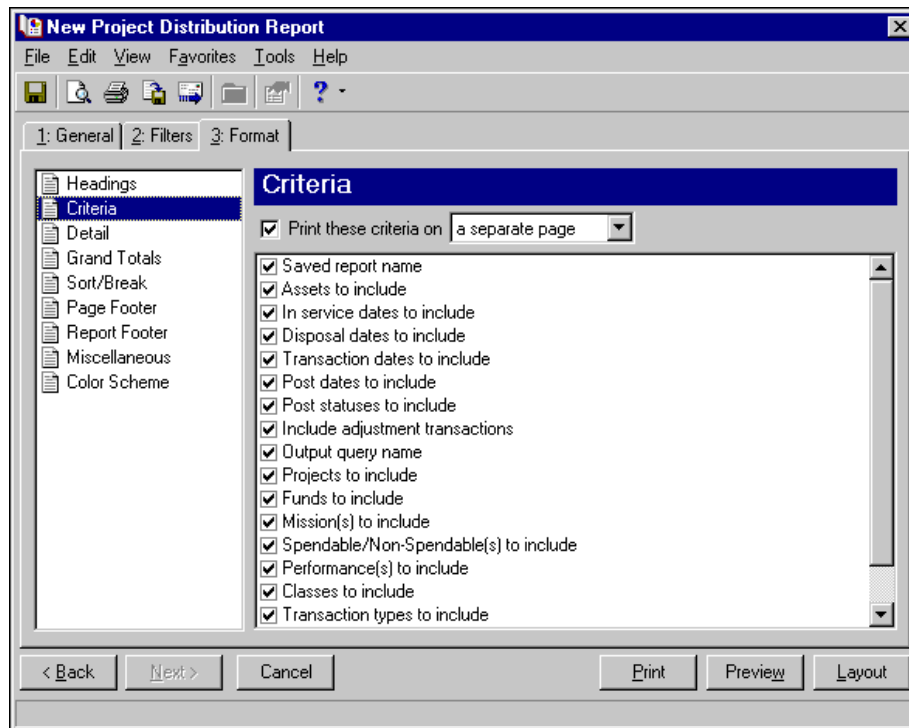 New Project Distribution Report
File Edit View Favorites Tools Help
1: General 2: Filters 3: Format
Headings
Criteria
Detail
Grand Totals
Sort/Break
Page Footer
Report Footer
Miscellaneous
Color Scheme
Criteria
Print these criteria on a separate page
Saved report name
Assets to include
In service dates to include
Disposal dates to include
Transaction dates to include
Post dates to include
Post statuses to include
Include adjustment transactions
Output query name
Projects to include
Funds to include
Mission(s) to include
Spendable/Non-Spendable(s) to include
Performance(s) to include
Classes to include
Transaction types to include
< Back Next > Cancel Print Preview Layout